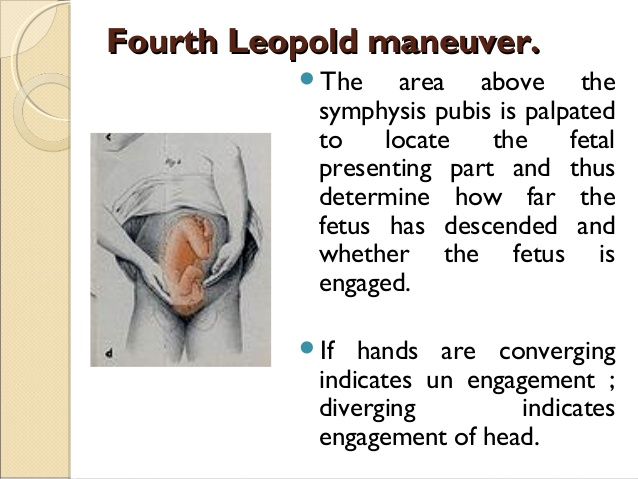 Fourth Leopold maneuver.
The area above the
symphysis pubis is palpated
to locate the fetal
presenting part and thus
determine how far the
fetus has descended and
whether the fetus is
engaged.
If hands are converging
indicates un engagement ;
diverging indicates
engagement of head.
d